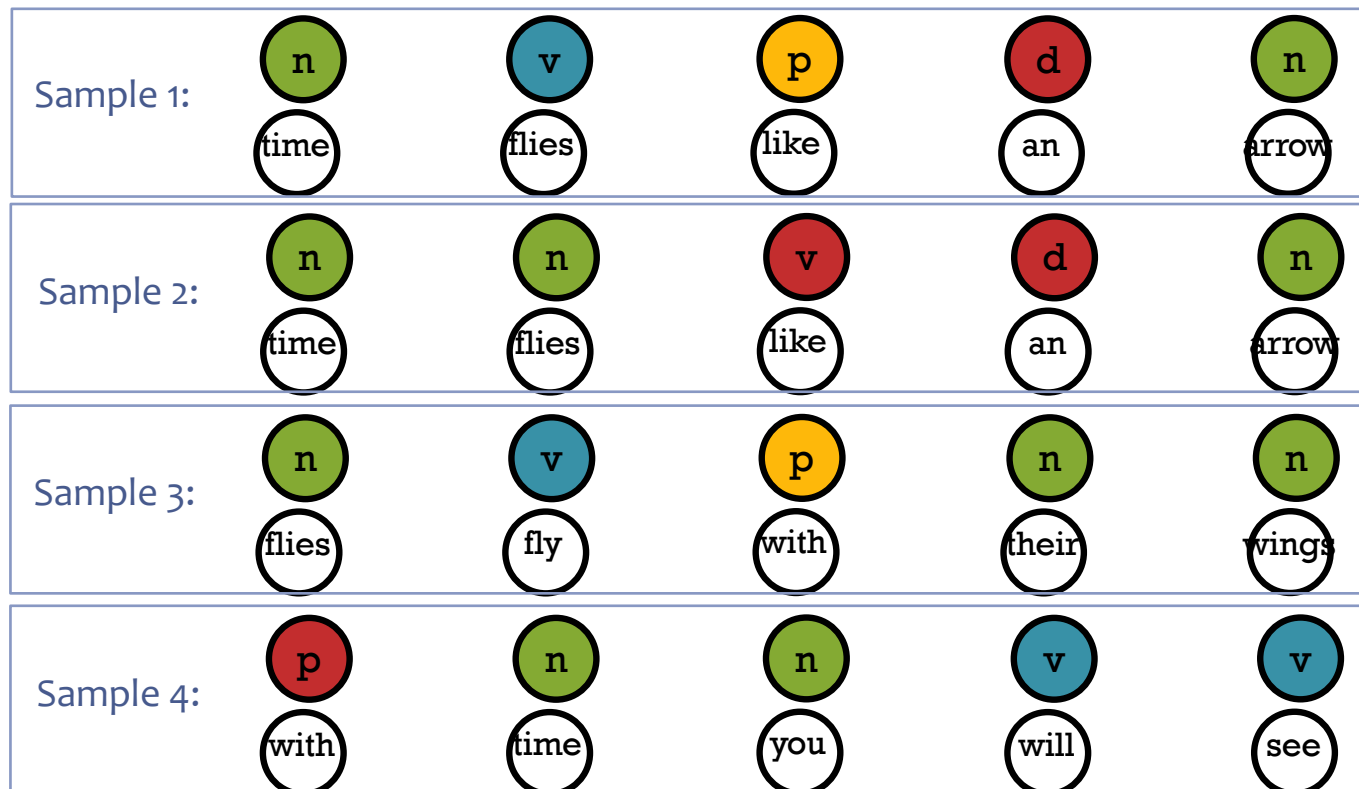 n v p d n
Sample 1:
time flies like an arrow
n n v d n
Sample 2:
time flies like an arrow
n v p n n
Sample 3:
flies fly with their wings
p n n v v
Sample 4:
with time you will see